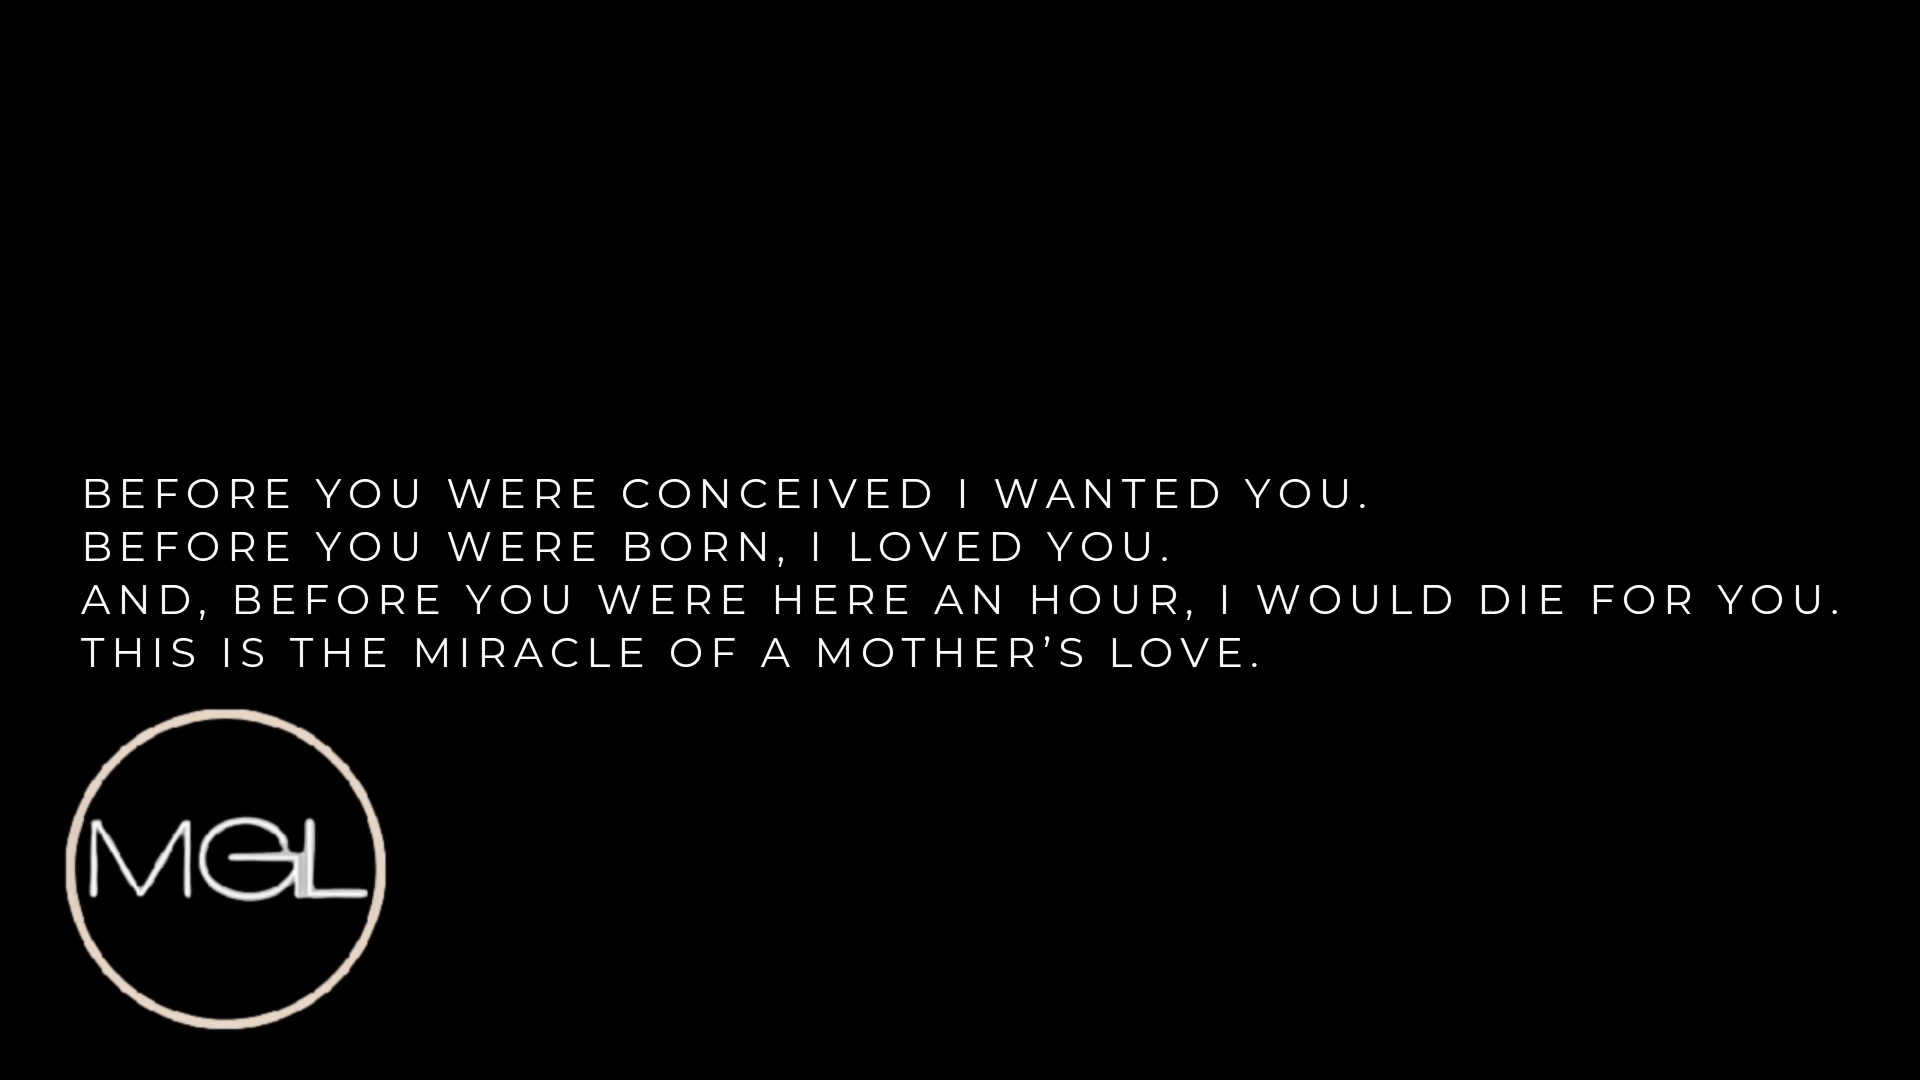 BEFORE YOU WERE CONCEIVED I WANTED YOU.
BEFORE YOU WERE BORN, I LOVED YOU.
AND, BEFORE YOU WERE HERE AN HOUR, I WOULD DIE FOR YOU.
THIS IS THE MIRACLE OF A MOTHER’S LOVE.
MGL